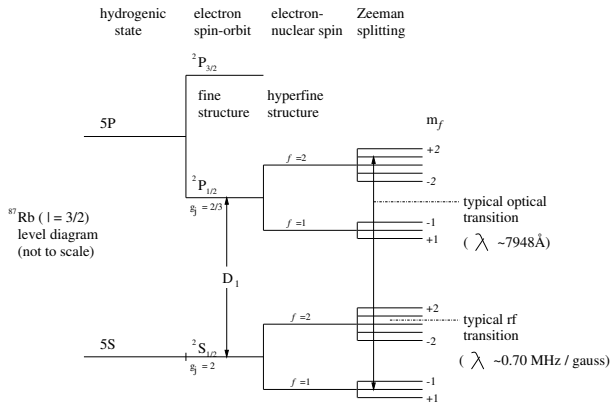 hydrogenic state
electron spin-orbit
electron-nuclear spin
Zeeman splitting
²P₃/₂
fine structure
hyperfine structure
m_f
5P
f=2
+2
-2
²P₁/₂
g_j = 2/3
f=1
-1
+1
typical optical transition
( λ ~7948Å)
⁸⁷Rb ( I = 3/2)
level diagram
(not to scale)
D₁
f=2
+2
-2
typical rf transition
( λ ~0.70 MHz / gauss)
5S
²S₁/₂
g_j = 2
f=1
-1
+1